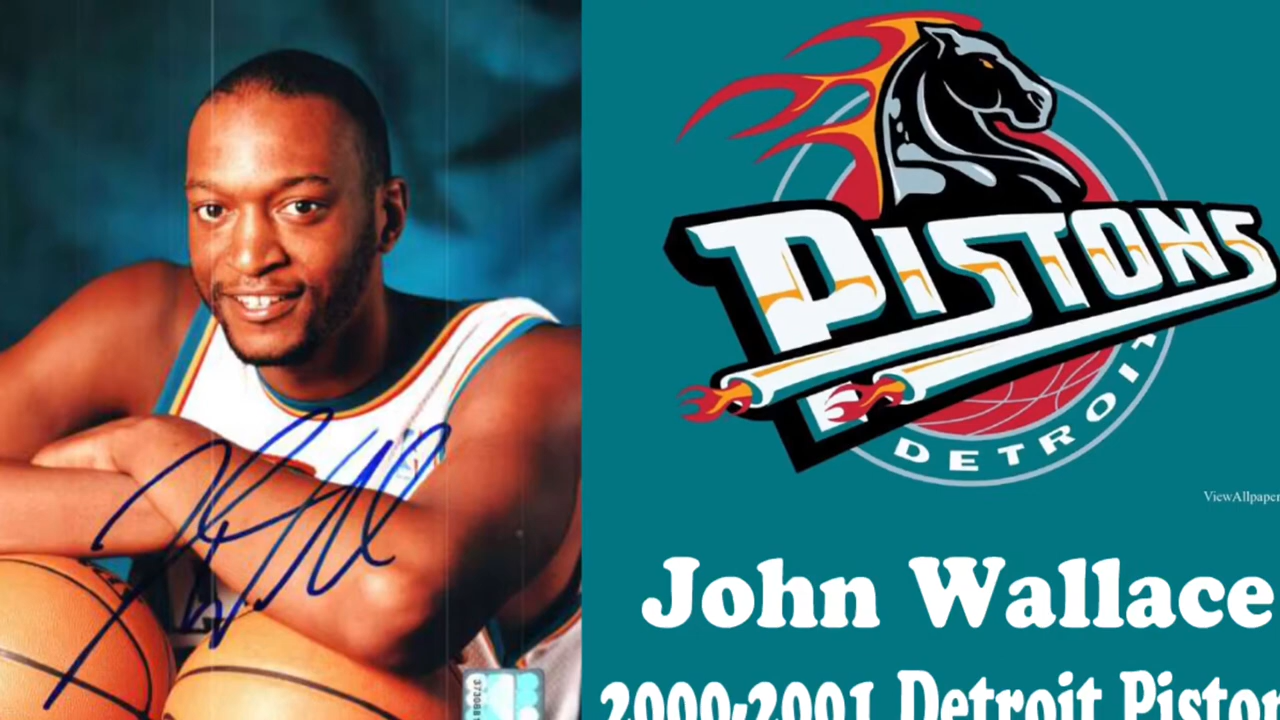 PISTONS
DETROIT
ViewAllpaper
John Wallace
2000-2001 Detroit Piston